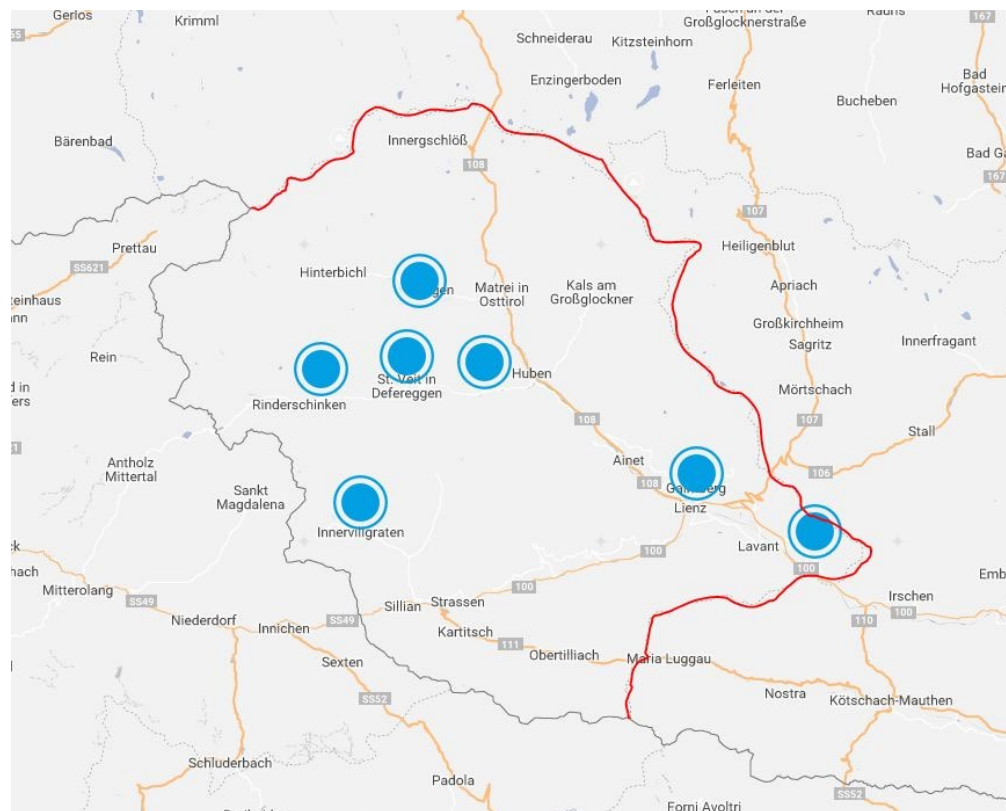 Gerlos
Krimml
Großglocknerstraße
Rauris
167
Schneiderau
Kitzsteinhorn
Enzingerboden
Ferleiten
Bad
Hofgastein
Bucheben
Bärenbad
Innergschlöß
108
167
107
Prettau
SS621
Heiligenblut
Hinterbichl
Matrei in
Osttirol
Kals am
Großglockner
Apriach
Großkirchheim
Sagritz
Innerfragant
Rein
St. Veit in
Defereggen
Huben
Rinderschinken
Mörtschach
108
107
Stall
Antholz
Mittertal
Ainet
106
Sankt
Magdalena
108
Gaimberg
Lienz
Innervillgraten
Lavant
100
100
Mitterolang
SS49
100
Irschen
100
Niederdorf
Innichen
SS49
Sillian
Strassen
Kartitsch
110
111
Obertilliach
Maria Luggau
Sexten
SS52
Nostra
Kötschach-Mauthen
Schluderbach
Padola
SS52
Forni Avoltri